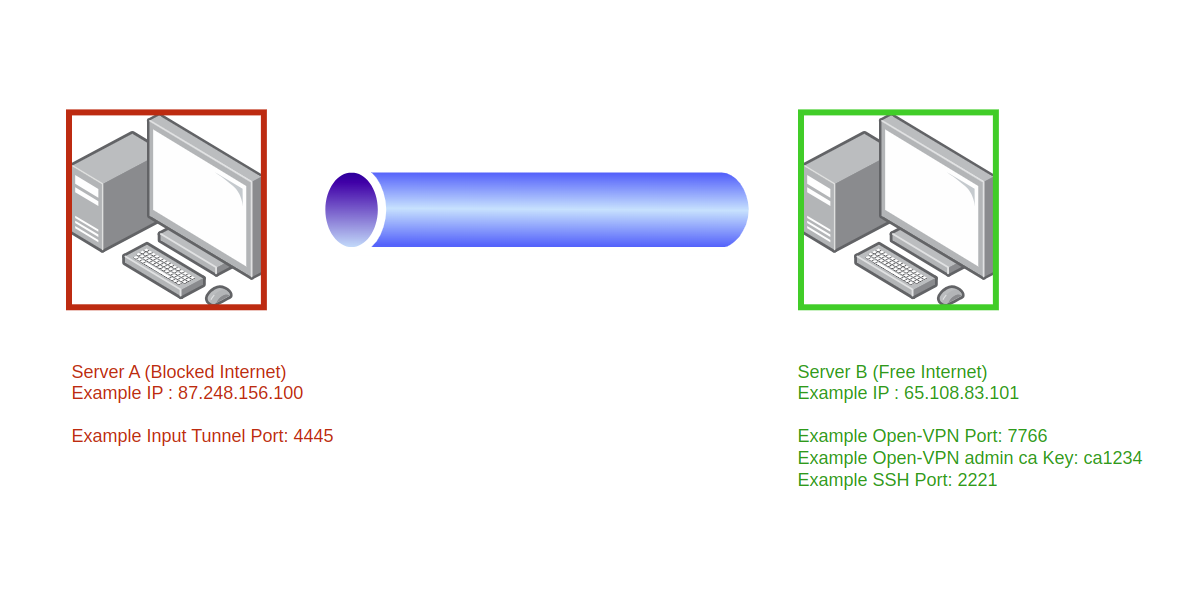 Server A (Blocked Internet)
Example IP : 87.248.156.100
Example Input Tunnel Port: 4445
Server B (Free Internet)
Example IP : 65.108.83.101
Example Open-VPN Port: 7766
Example Open-VPN admin ca Key: ca1234
Example SSH Port: 2221